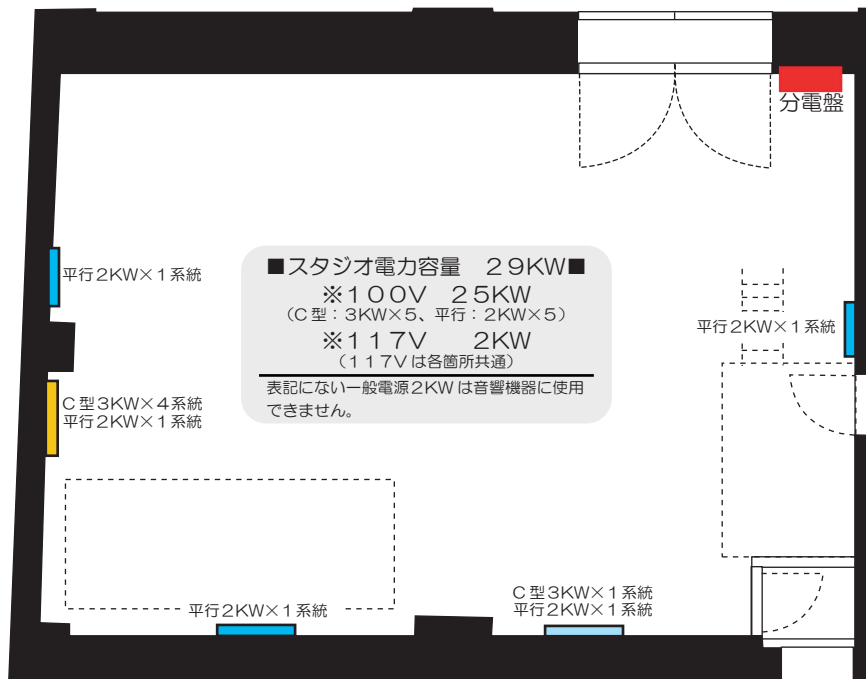 分電盤
■スタジオ電力容量　２９KW■
※１００V　２５KW
（C型：３KW×５、平行：２KW×５）
※１１７V　　２KW
（１１７Vは各箇所共通）
表記にない一般電源２KWは音響機器に使用
できません。
平行２KW×１系統
平行２KW×１系統
C型３KW×４系統
平行２KW×１系統
平行２KW×１系統
C型３KW×１系統
平行２KW×１系統